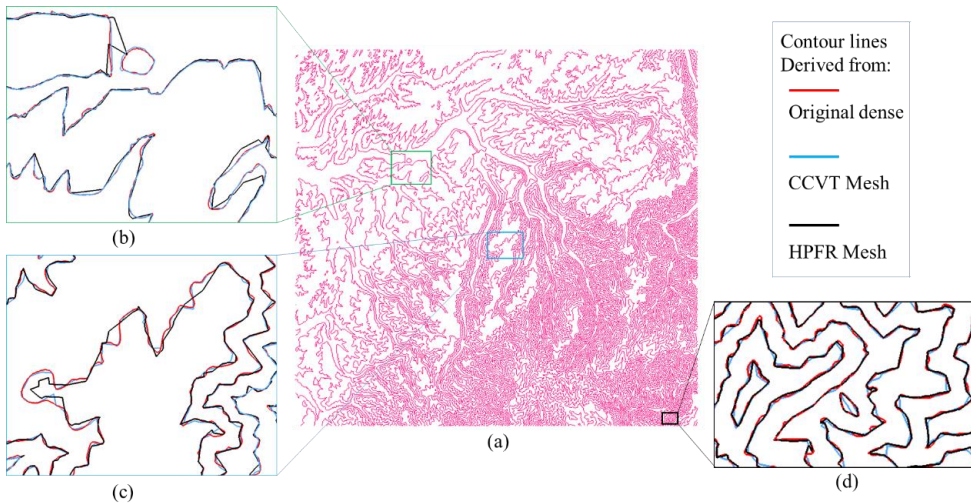 Contour lines
Derived from:
Original dense
CCVT Mesh
HPFR Mesh
(b)
(c)
(a)
(d)